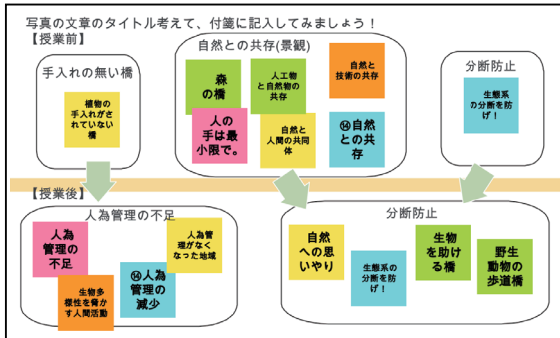 写真の文章のタイトル考えて、付箋に記入してみましょう！
【授業前】
手入れの無い橋
植物の
手入れがさ
れていない
橋
自然との共存(景観)
森
の橋
人工物
と自然物の
共存
自然と
技術の共存
人の
手は最
小限で。
自然と
人間の共同
体
⑭自然
との共
存
分断防止
生態系
の分断を防
げ！
【授業後】
人為管理の不足
人為
管理の
不足
人為管
理がなく
なった地域
生物多
様性を脅か
す人間活動
⑭人為
管理の
減少
分断防止
自然
への思
いやり
生態系の
分断を防
げ！
生物
を助け
る橋
野生
動物の
歩道橋